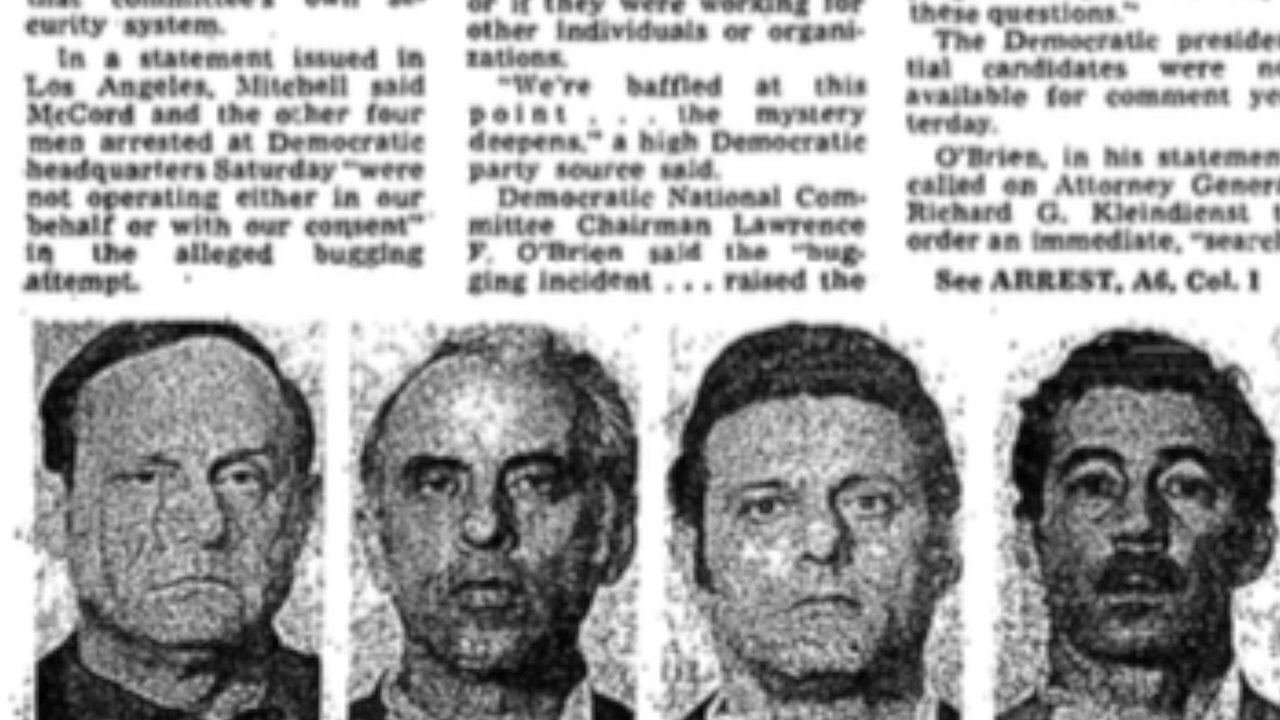 that committee's own se-
curity system.
In a statement issued in
Los Angeles, Mitchell said
McCord and the other four
men arrested at Democratic
headquarters Saturday "were
not operating either in our
behalf or with our consent"
in the alleged bugging
attempt.
or if they were working for
other individuals or organi-
zations.
"We're baffled at this
point . . . the mystery
deepens," a high Democratic
party source said.
Democratic National Com-
mittee Chairman Lawrence
F. O'Brien said the "bug-
ging incident . . . raised the
these questions."
The Democratic presiden
tial candidates were no
available for comment ye
terday.
O'Brien, in his statemen
called on Attorney Gener
Richard G. Kleindienst t
order an immediate, "searc
See ARREST, A6, Col. 1